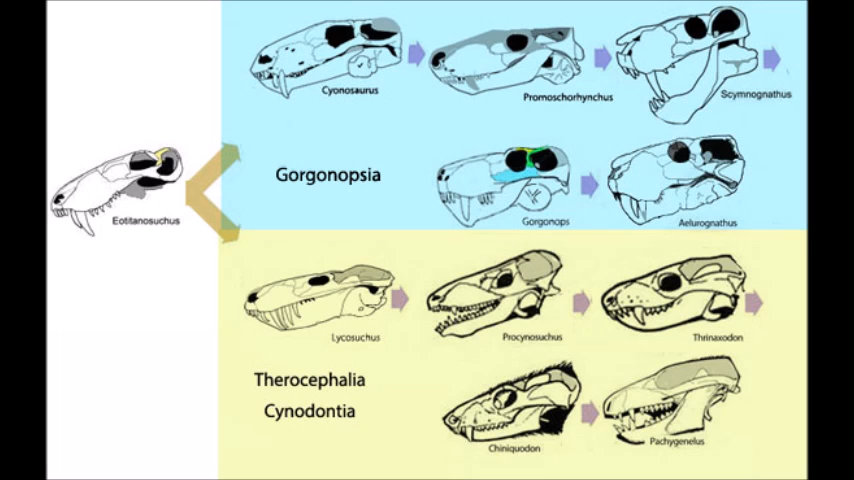 Cyonosaurus
Promoschorhynchus
Scymnognathus
Gorgonopsia
Eotitanosuchus
Gorgonops
Aelurognathus
Lycosuchus
Procynosuchus
Thrinaxodon
Therocephalia
Cynodontia
Chiniquodon
Pachygenelus